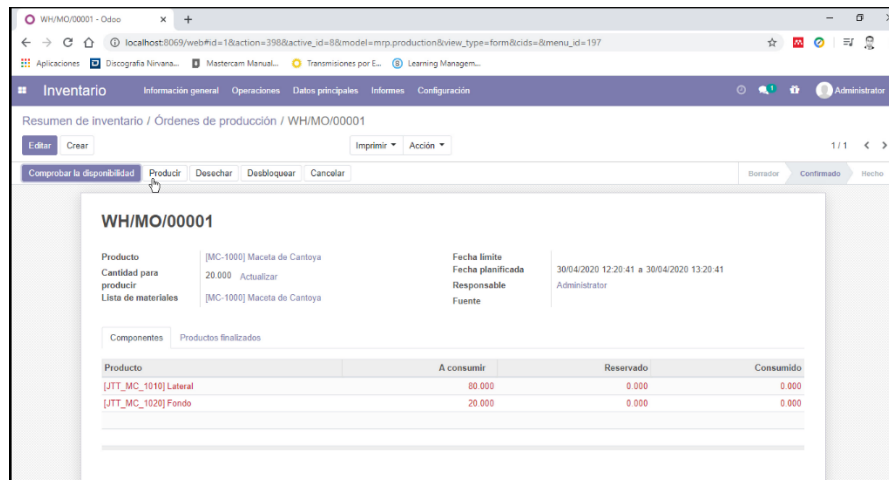 WH/MO/00001 - Odoo
localhost:8069/web#id=1&action=398&active_id=8&model=mrp.production&view_type=form&cids=&menu_id=197
Aplicaciones Discografia Nirvana... Mastercam Manual... Transmisiones por E... Learning Managem...
Inventario Información general Operaciones Datos principales Informes Configuración 1 Administrator
Resumen de inventario / Órdenes de producción / WH/MO/00001
Editar Crear Imprimir Acción 1 / 1
Comprobar la disponibilidad Producir Desechar Desbloquear Cancelar Borrador Confirmado Hecho
WH/MO/00001
Producto [MC-1000] Maceta de Cantoya Fecha límite
Cantidad para producir 20.000 Actualizar Fecha planificada 30/04/2020 12:20:41 a 30/04/2020 13:20:41
Responsable Administrator
Lista de materiales [MC-1000] Maceta de Cantoya Fuente
Componentes Productos finalizados
Producto A consumir Reservado Consumido
[JTT_MC_1010] Lateral 80.000 0.000 0.000
[JTT_MC_1020] Fondo 20.000 0.000 0.000